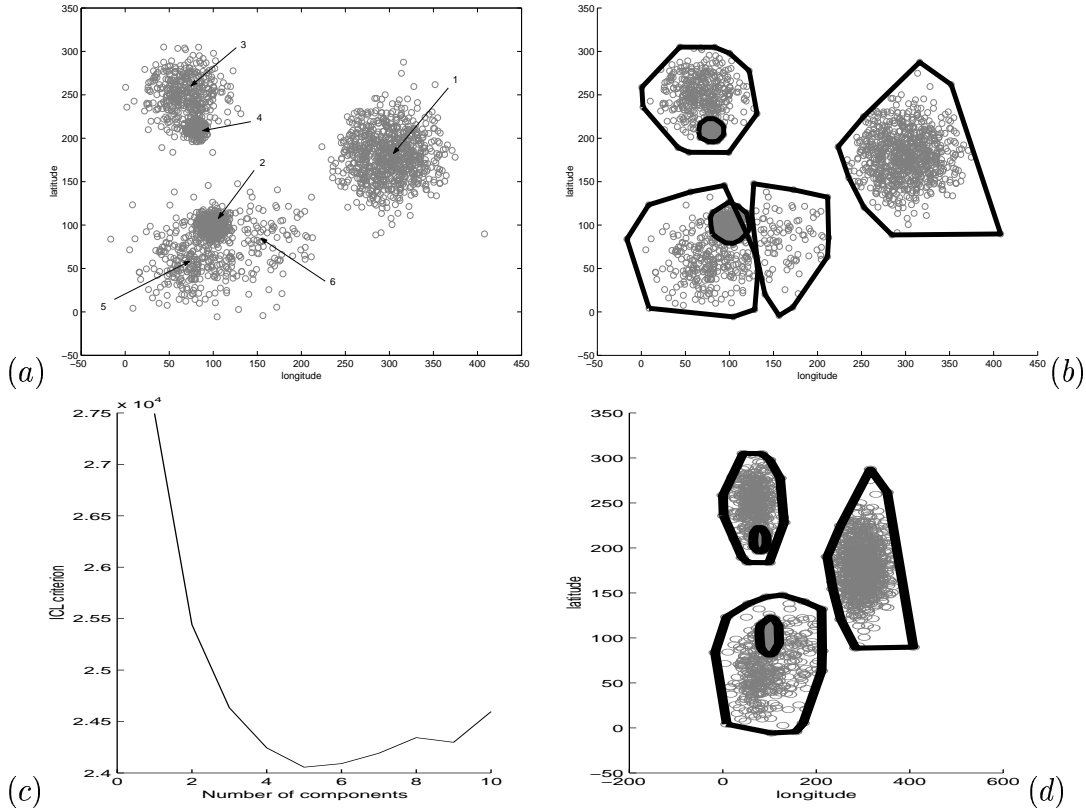 350
300
250
200
150
100
50
0
−50
−50 0 50 100 150 200 250 300 350 400 450
longitude
latitude
1
2
3
4
5
6
(a)
350
300
250
200
150
100
50
0
−50
−50 0 50 100 150 200 250 300 350 400 450
longitude
latitude
(b)
x 10^4
2.75
2.7
2.65
2.6
2.55
2.5
2.45
2.4
0 2 4 6 8 10
Number of components
ICL criterion
(c)
350
300
250
200
150
100
50
0
−50
−200 0 200 400 600
longitude
latitude
(d)